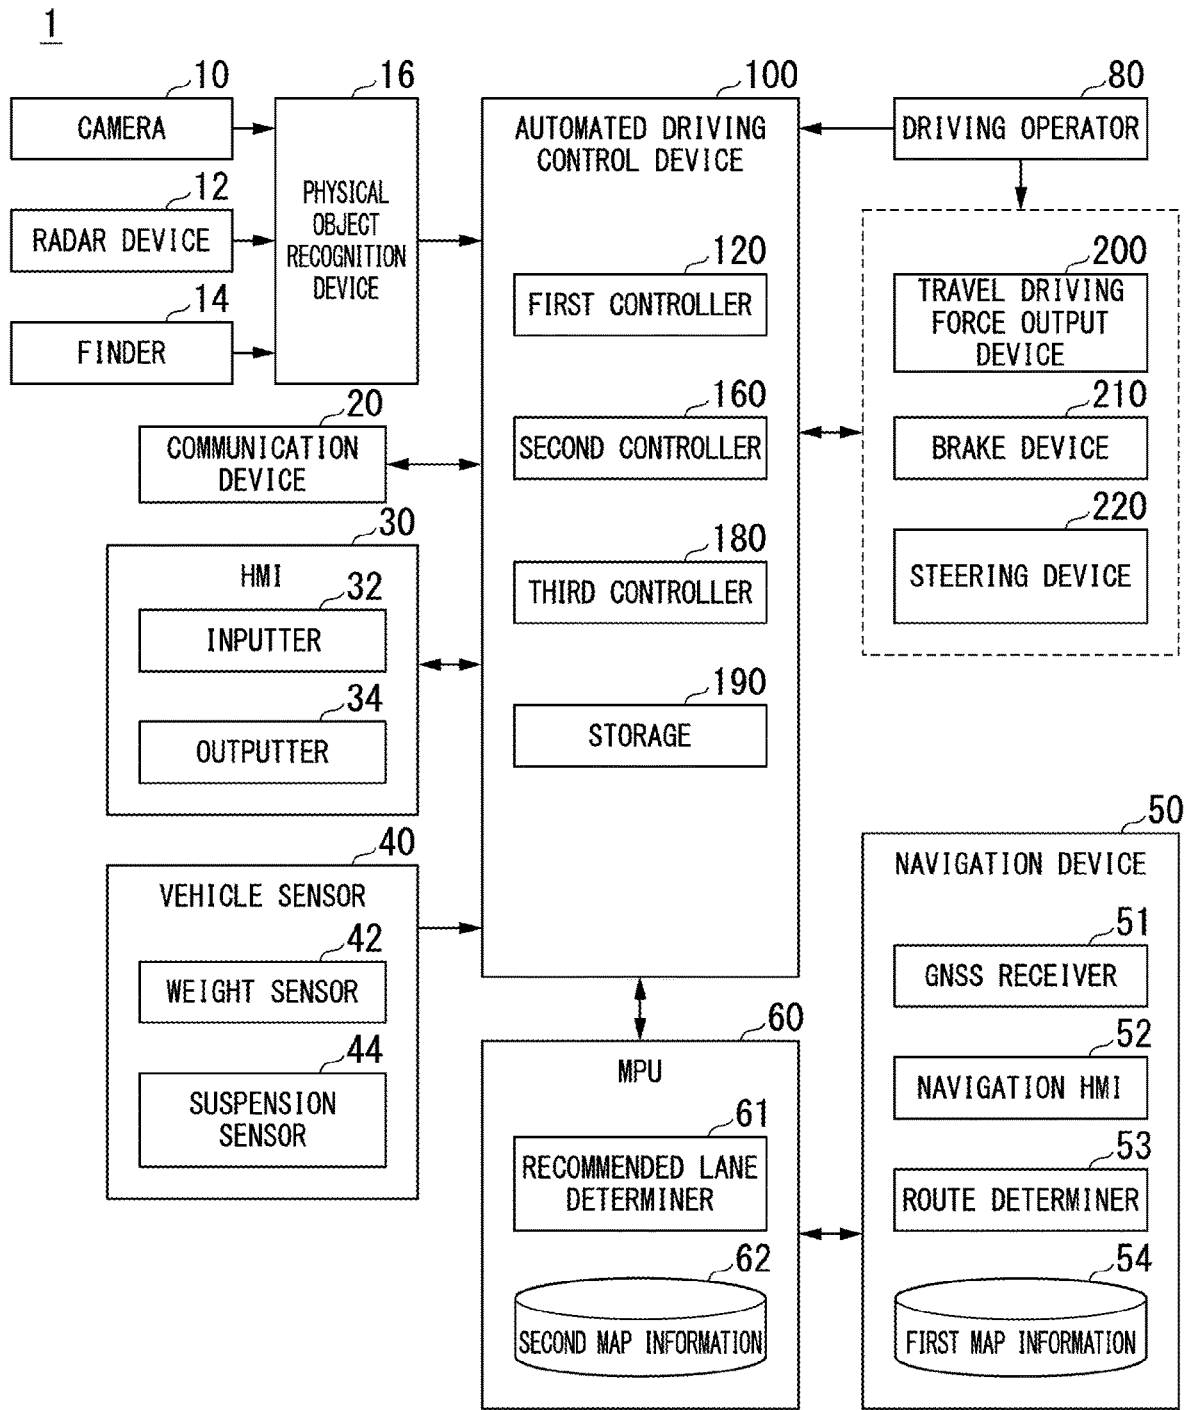 1
10
CAMERA
12
RADAR DEVICE
14
FINDER
16
PHYSICAL
OBJECT
RECOGNITION
DEVICE
20
COMMUNICATION
DEVICE
30
HMI
32
INPUTTER
34
OUTPUTTER
40
VEHICLE SENSOR
42
WEIGHT SENSOR
44
SUSPENSION
SENSOR
100
AUTOMATED DRIVING
CONTROL DEVICE
120
FIRST CONTROLLER
160
SECOND CONTROLLER
180
THIRD CONTROLLER
190
STORAGE
60
MPU
61
RECOMMENDED LANE
DETERMINER
62
SECOND MAP INFORMATION
80
DRIVING OPERATOR
200
TRAVEL DRIVING
FORCE OUTPUT
DEVICE
210
BRAKE DEVICE
220
STEERING DEVICE
50
NAVIGATION DEVICE
51
GNSS RECEIVER
52
NAVIGATION HMI
53
ROUTE DETERMINER
54
FIRST MAP INFORMATION